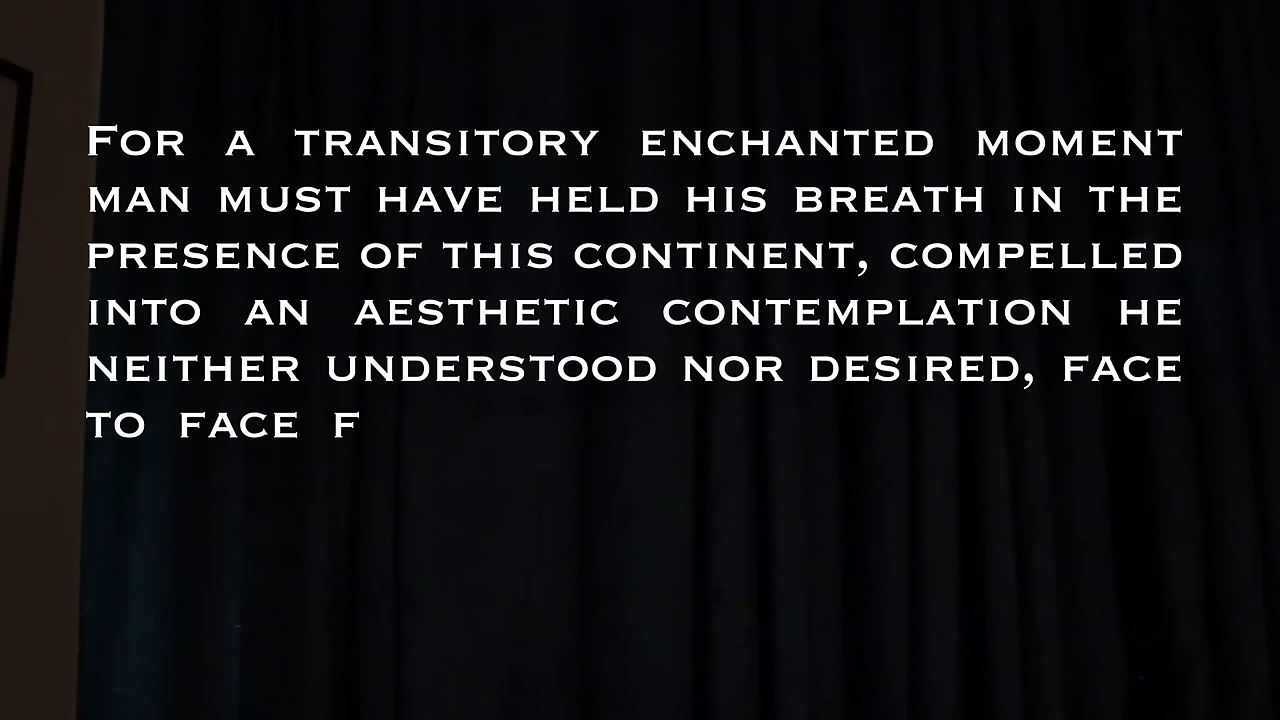 For a transitory enchanted moment
man must have held his breath in the
presence of this continent, compelled
into an aesthetic contemplation he
neither understood nor desired, face
to face f